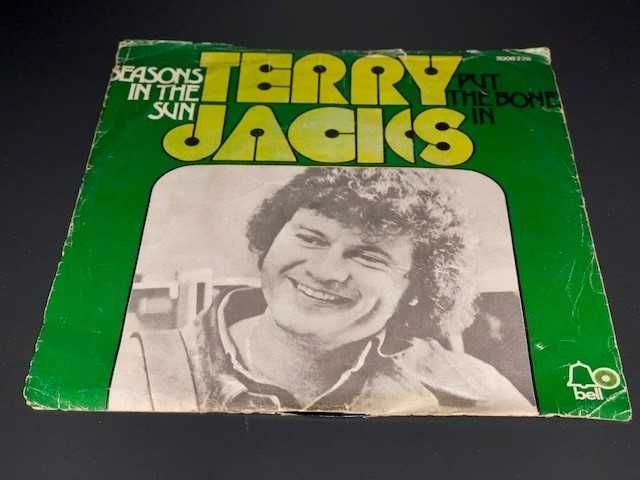 SEASONS
IN THE
SUN
TERRY
JACKS
PUT
THE BONE
IN
bell